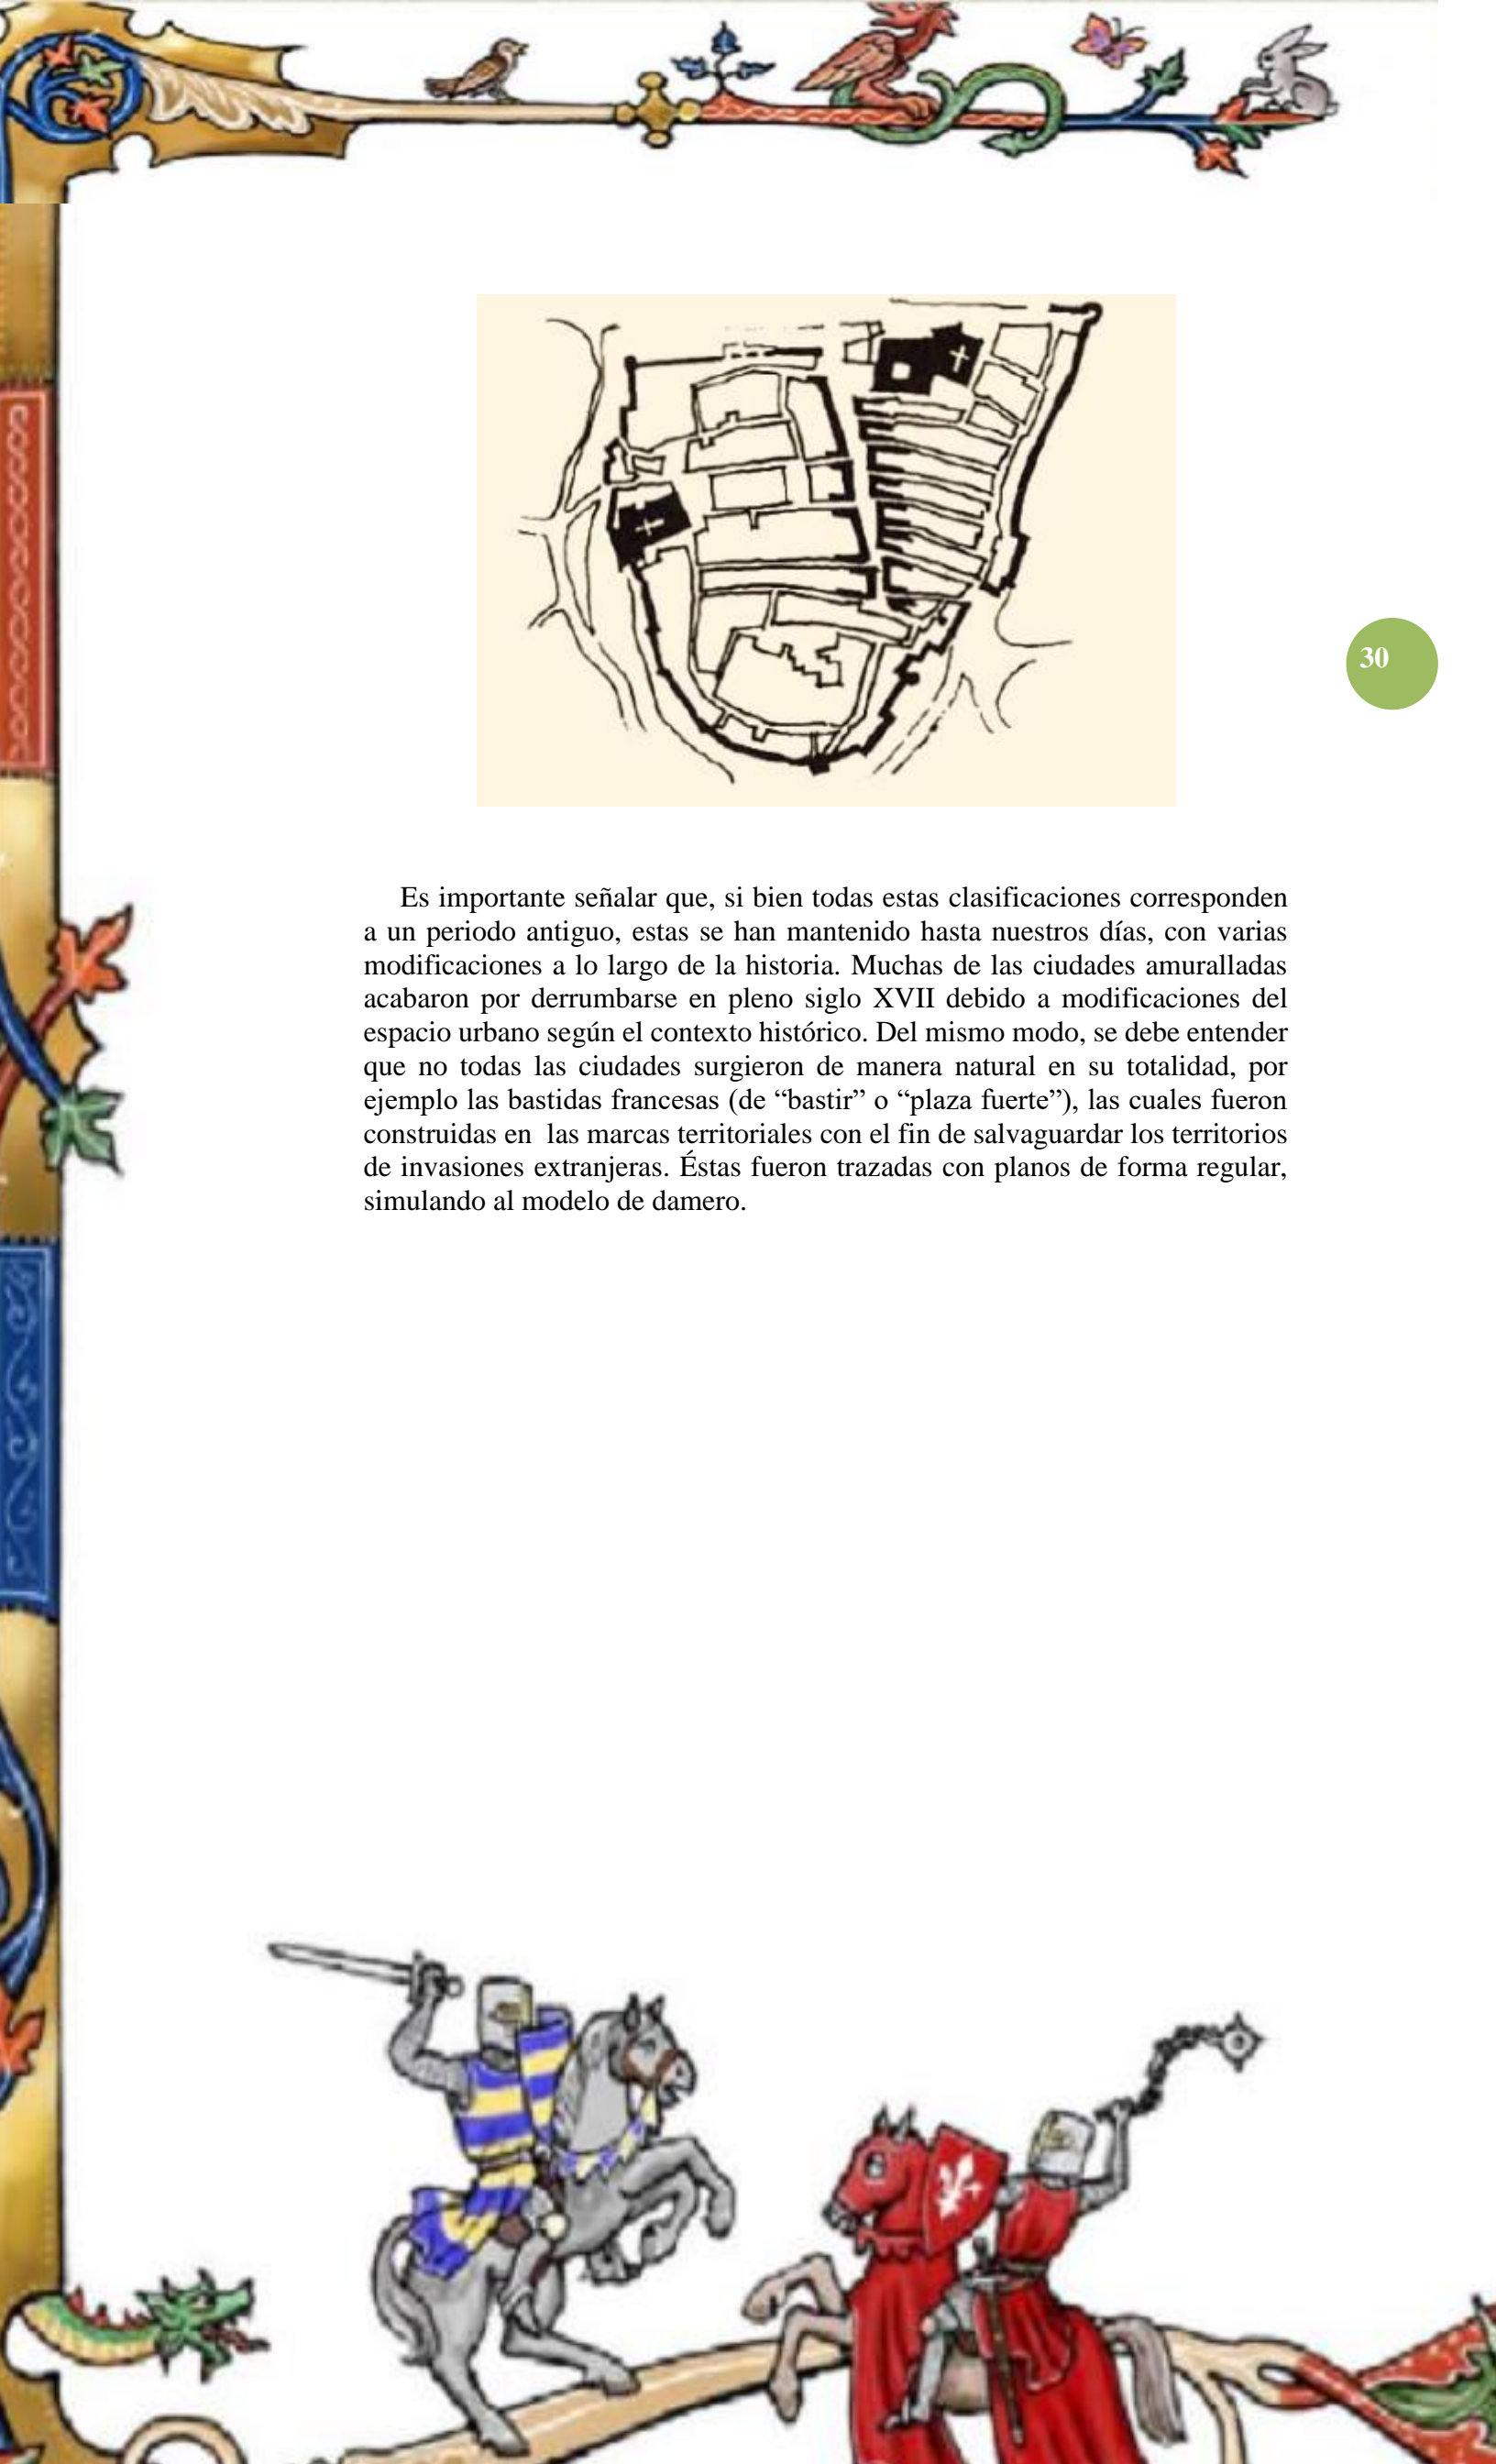 30
Es importante señalar que, si bien todas estas clasificaciones corresponden
a un periodo antiguo, estas se han mantenido hasta nuestros días, con varias
modificaciones a lo largo de la historia. Muchas de las ciudades amuralladas
acabaron por derrumbarse en pleno siglo XVII debido a modificaciones del
espacio urbano según el contexto histórico. Del mismo modo, se debe entender
que no todas las ciudades surgieron de manera natural en su totalidad, por
ejemplo las bastidas francesas (de “bastir” o “plaza fuerte”), las cuales fueron
construidas en  las marcas territoriales con el fin de salvaguardar los territorios
de invasiones extranjeras. Éstas fueron trazadas con planos de forma regular,
simulando al modelo de damero.